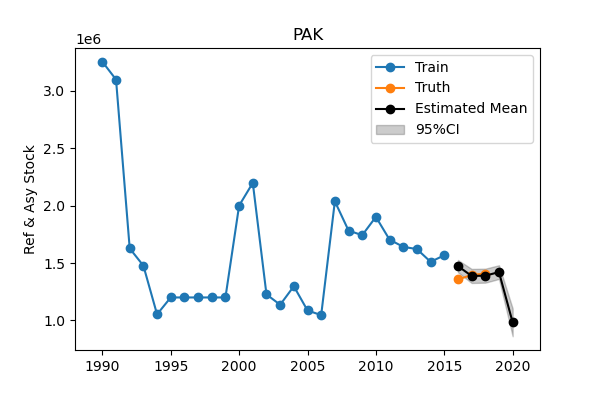 PAK
1e6
Ref & Asy Stock
3.0
2.5
2.0
1.5
1.0
Train
Truth
Estimated Mean
95%CI
1990 1995 2000 2005 2010 2015 2020